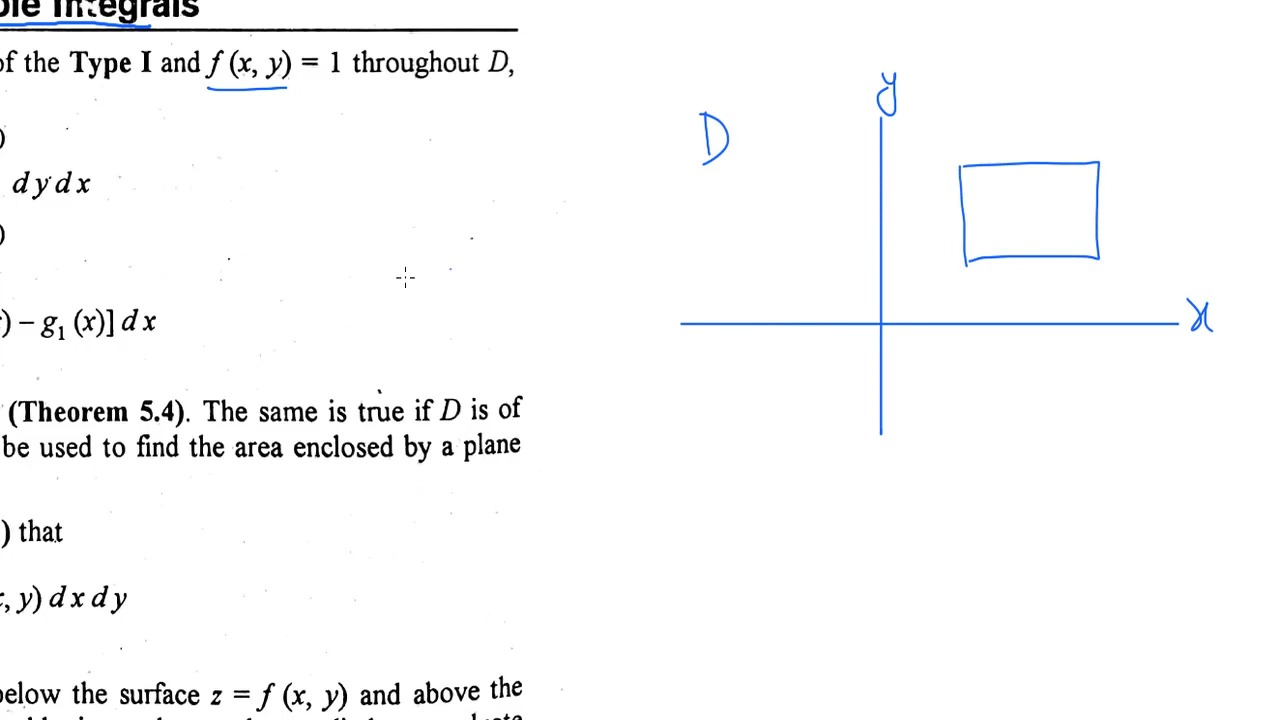 ble Integrals
of the Type I and f (x, y) = 1 throughout D,
)
dy dx
)
) − g₁ (x)] dx
(Theorem 5.4). The same is true if D is of
be used to find the area enclosed by a plane
) that
, y) dx dy
below the surface z = f (x, y) and above the
D
y
x